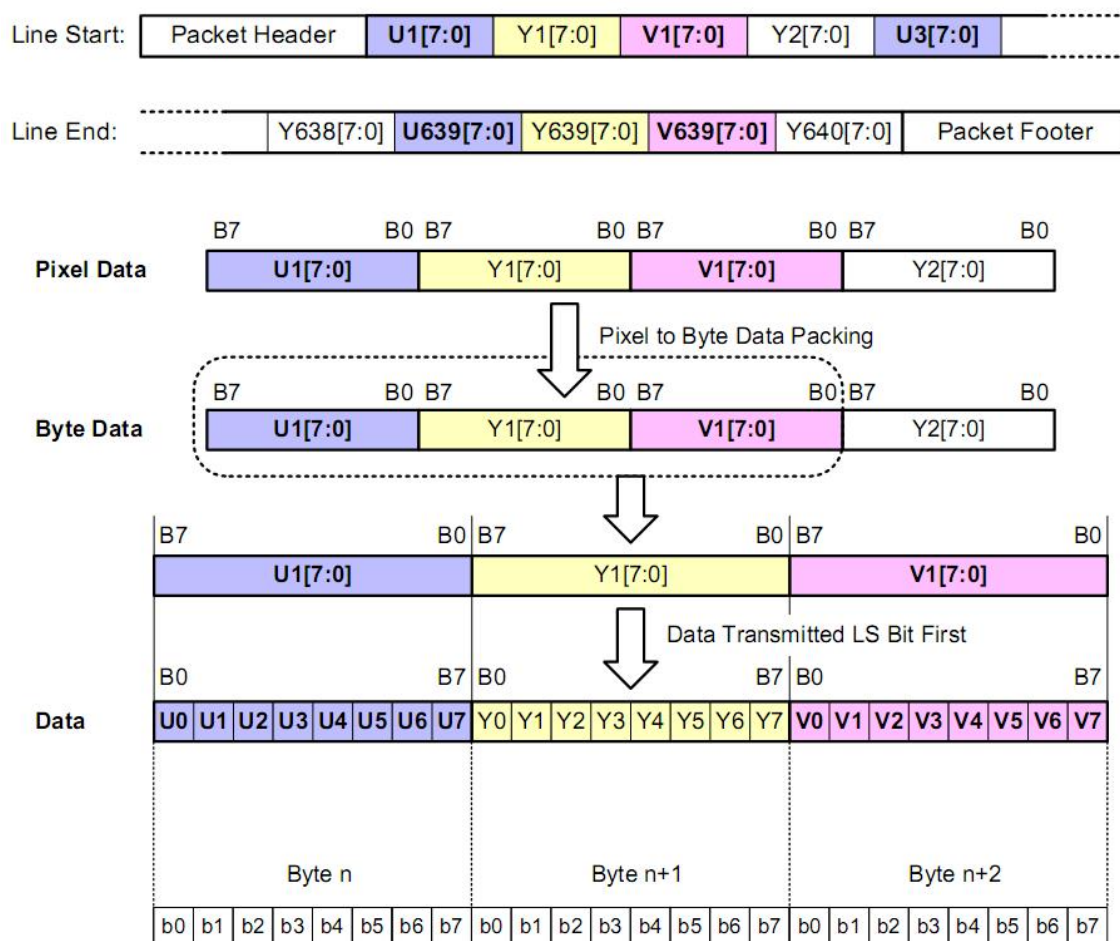 Line Start: Packet Header U1[7:0] Y1[7:0] V1[7:0] Y2[7:0] U3[7:0]
Line End: Y638[7:0] U639[7:0] Y639[7:0] V639[7:0] Y640[7:0] Packet Footer
B7 B0 B7 B0 B7 B0 B7 B0
Pixel Data U1[7:0] Y1[7:0] V1[7:0] Y2[7:0]
Pixel to Byte Data Packing
B7 B0 B7 B0 B7 B0 B7 B0
Byte Data U1[7:0] Y1[7:0] V1[7:0] Y2[7:0]
B7 B0 B7 B0 B7 B0
U1[7:0] Y1[7:0] V1[7:0]
Data Transmitted LS Bit First
B0 B7 B0 B7 B0 B7
Data U0 U1 U2 U3 U4 U5 U6 U7 Y0 Y1 Y2 Y3 Y4 Y5 Y6 Y7 V0 V1 V2 V3 V4 V5 V6 V7
Byte n Byte n+1 Byte n+2
b0 b1 b2 b3 b4 b5 b6 b7 b0 b1 b2 b3 b4 b5 b6 b7 b0 b1 b2 b3 b4 b5 b6 b7